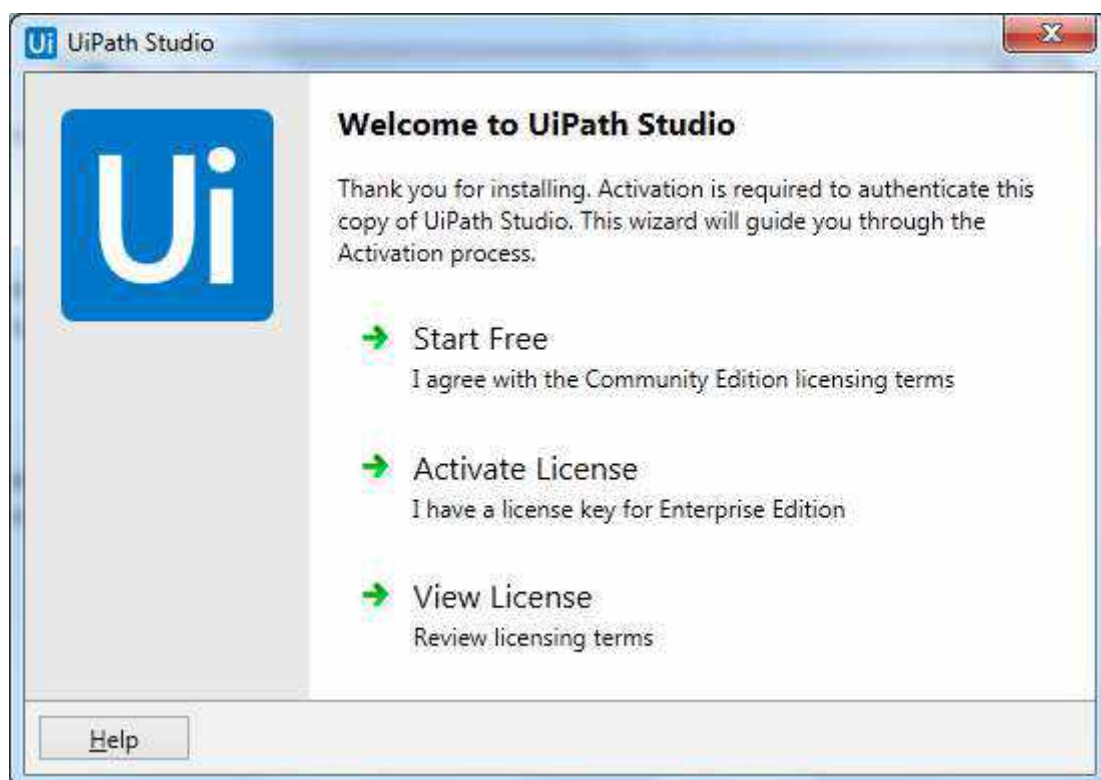 Ui UiPath Studio
Ui
Welcome to UiPath Studio
Thank you for installing. Activation is required to authenticate this
copy of UiPath Studio. This wizard will guide you through the
Activation process.
Start Free
I agree with the Community Edition licensing terms
Activate License
I have a license key for Enterprise Edition
View License
Review licensing terms
Help